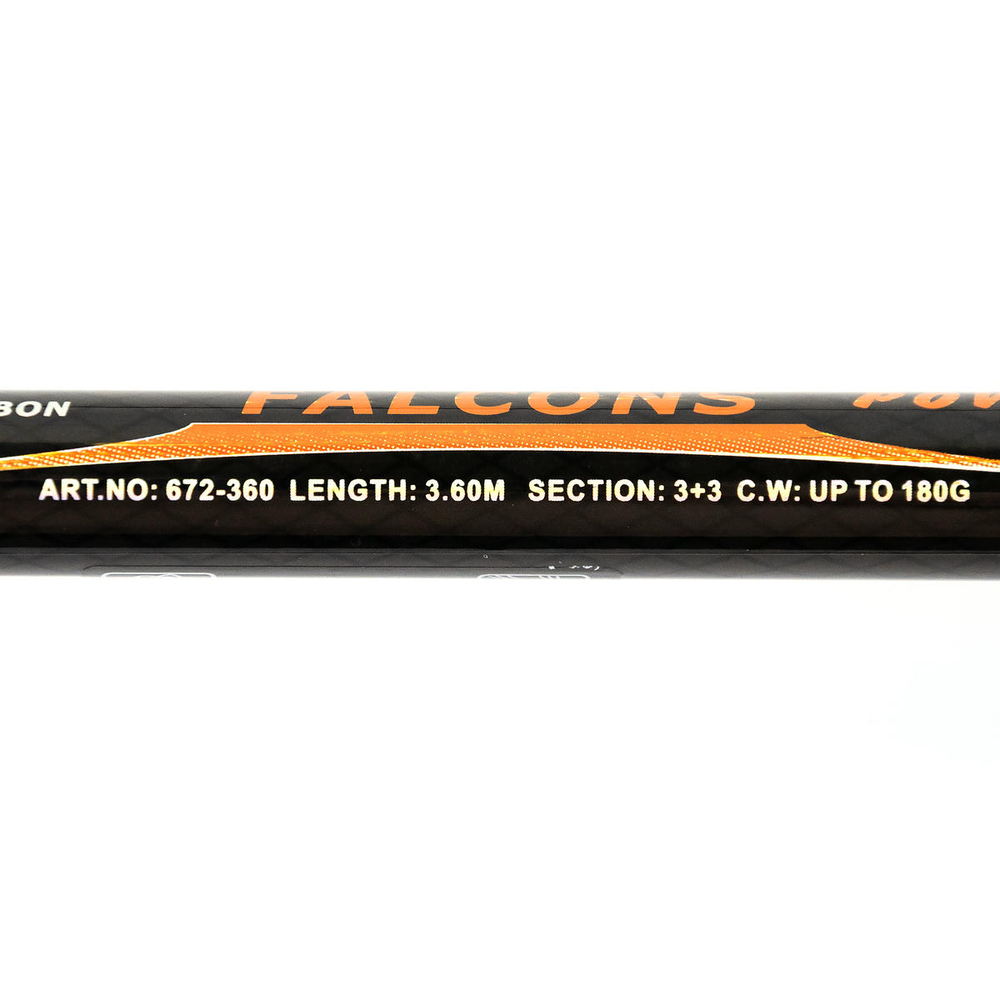 BON FALCONS
ART.NO: 672-360 LENGTH: 3.60M SECTION: 3+3 C.W: UP TO 180G